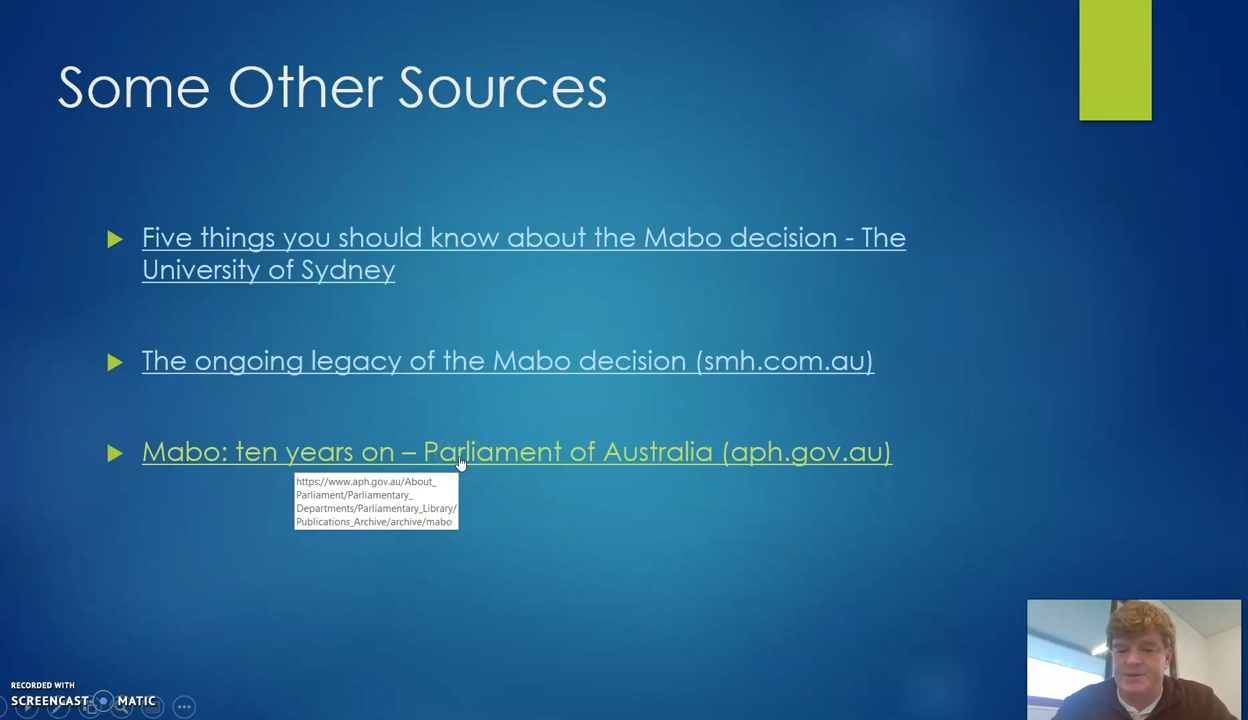 Some Other Sources
Five things you should know about the Mabo decision - The
University of Sydney
The ongoing legacy of the Mabo decision (smh.com.au)
Mabo: ten years on – Parliament of Australia (aph.gov.au)
https://www.aph.gov.au/About_
Parliament/Parliamentary_
Departments/Parliamentary_Library/
Publications_Archive/archive/mabo
RECORDED WITH
SCREENCAST MATIC